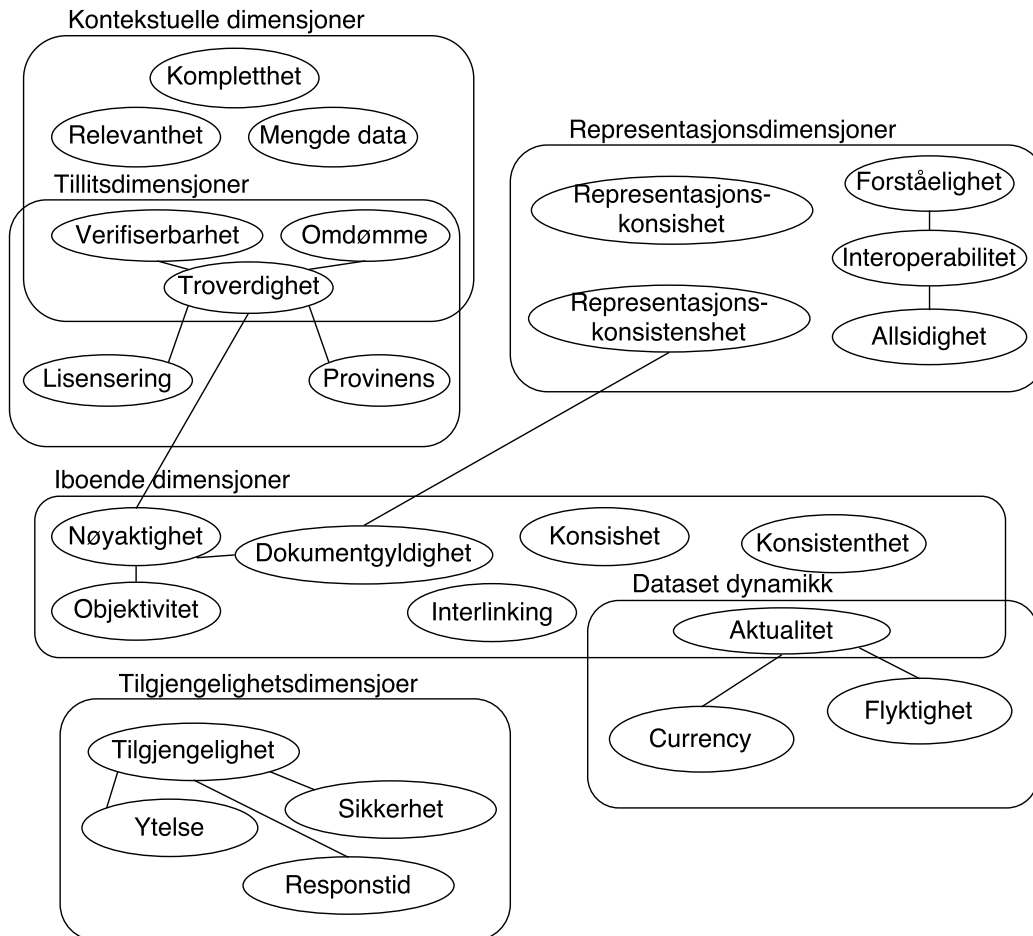 Kontekstuelle dimensjoner
Kompletthet
Relevanthet
Mengde data
Tillitsdimensjoner
Verifiserbarhet
Omdømme
Troverdighet
Lisensering
Provinens
Representasjonsdimensjoner
Representasjons-
konsishet
Forståelighet
Interoperabilitet
Representasjons-
konsistenshet
Allsidighet
Iboende dimensjoner
Nøyaktighet
Dokumentgyldighet
Konsishet
Konsistenthet
Objektivitet
Interlinking
Dataset dynamikk
Aktualitet
Currency
Flyktighet
Tilgjengelighetsdimensjoer
Tilgjengelighet
Sikkerhet
Ytelse
Responstid